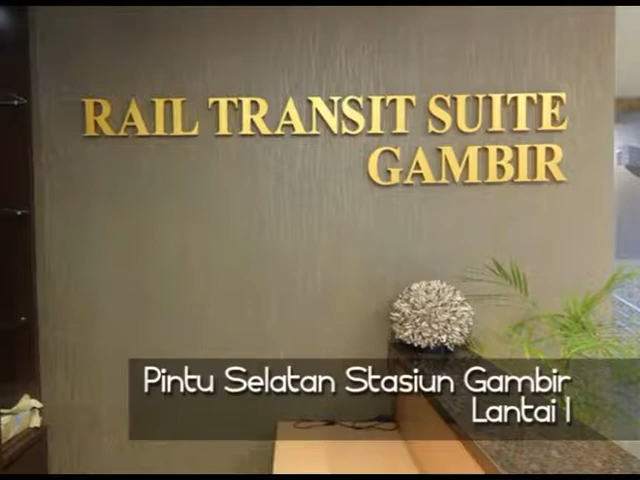 RAIL TRANSIT SUITE
GAMBIR
Pintu Selatan Stasiun Gambir
Lantai 1